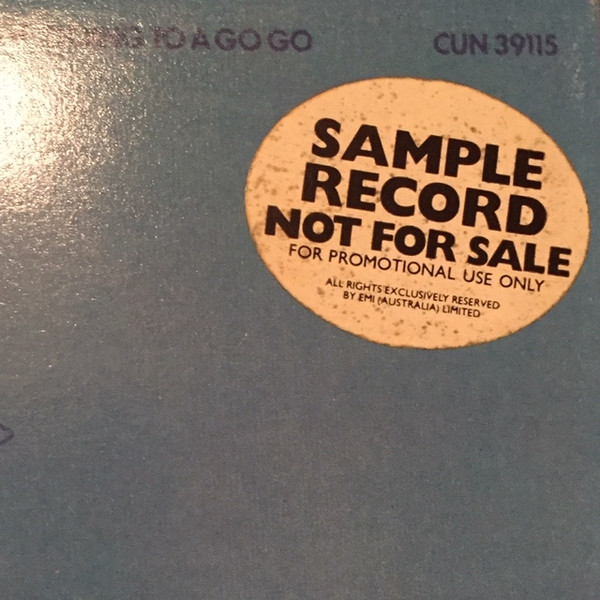 TO A GO GO CUN 39115
SAMPLE
RECORD
NOT FOR SALE
FOR PROMOTIONAL USE ONLY
ALL RIGHTS EXCLUSIVELY RESERVED
BY EMI (AUSTRALIA) LIMITED